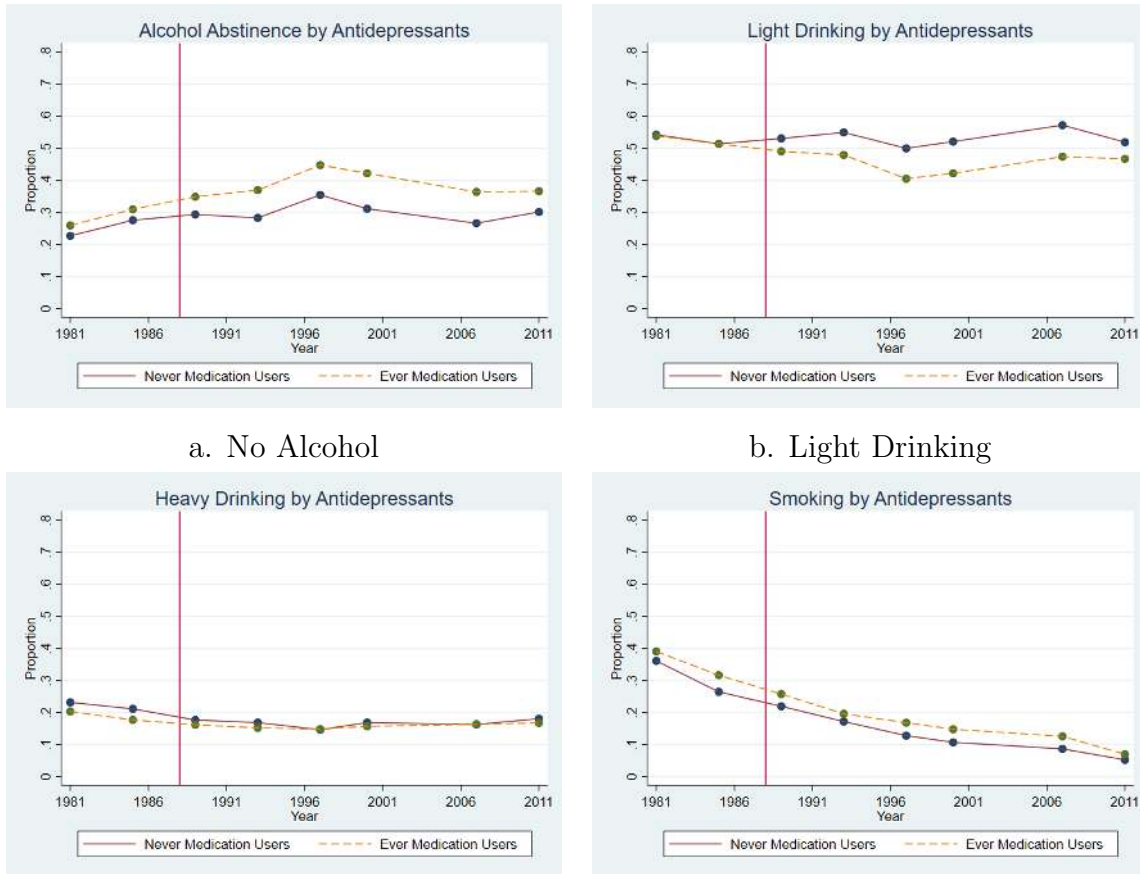 Alcohol Abstinence by Antidepressants
Proportion
0 .1 .2 .3 .4 .5 .6 .7 .8
1981 1986 1991 1996 2001 2006 2011
Year
Never Medication Users Ever Medication Users
a. No Alcohol
Light Drinking by Antidepressants
Proportion
0 .1 .2 .3 .4 .5 .6 .7 .8
1981 1986 1991 1996 2001 2006 2011
Year
Never Medication Users Ever Medication Users
b. Light Drinking
Heavy Drinking by Antidepressants
Proportion
0 .1 .2 .3 .4 .5 .6 .7 .8
1981 1986 1991 1996 2001 2006 2011
Year
Never Medication Users Ever Medication Users
Smoking by Antidepressants
Proportion
0 .1 .2 .3 .4 .5 .6 .7 .8
1981 1986 1991 1996 2001 2006 2011
Year
Never Medication Users Ever Medication Users